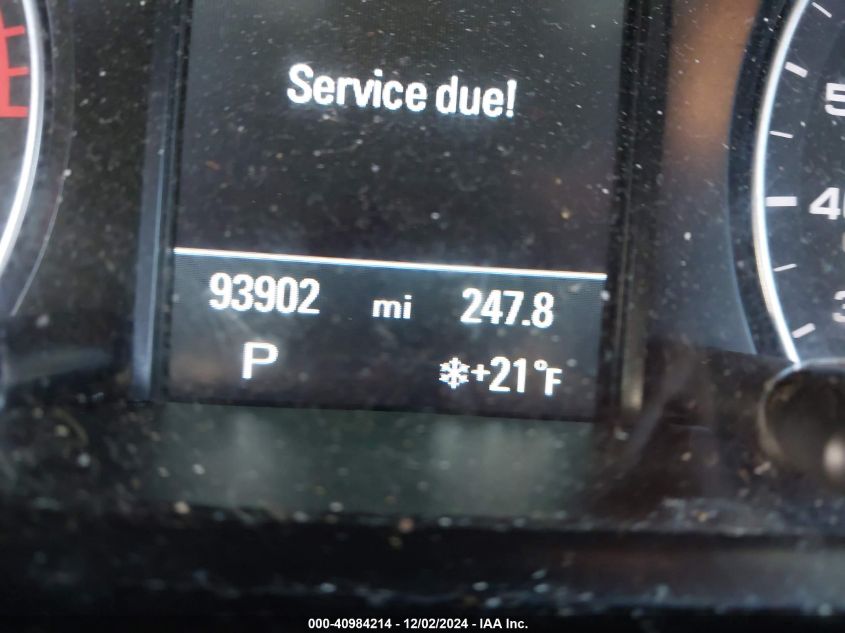 Service due!
93902 mi 247.8
P ❄+21°F
000-40984214 - 12/02/2024 - IAA Inc.